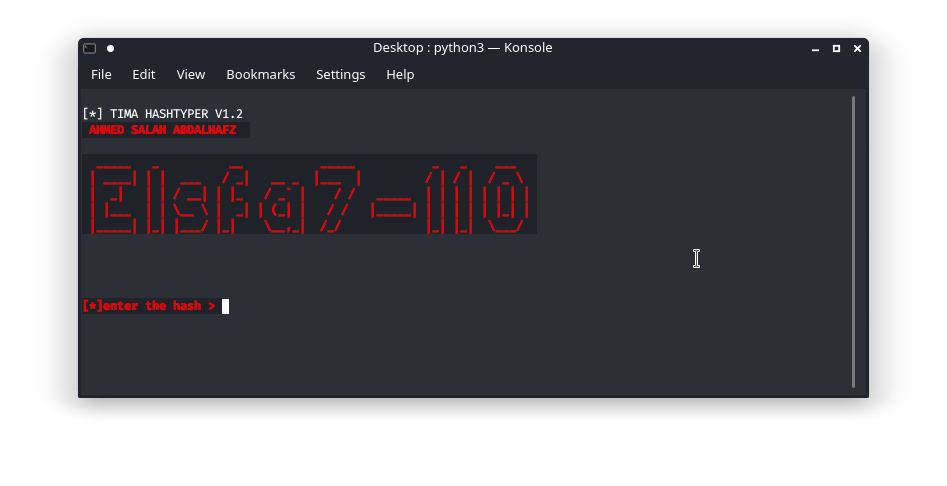 Desktop : python3 — Konsole
File Edit View Bookmarks Settings Help
[*] TIMA HASHTYPER V1.2
AHMED SALAH ABDALHAFZ
Elsfa7-110
[*]enter the hash >